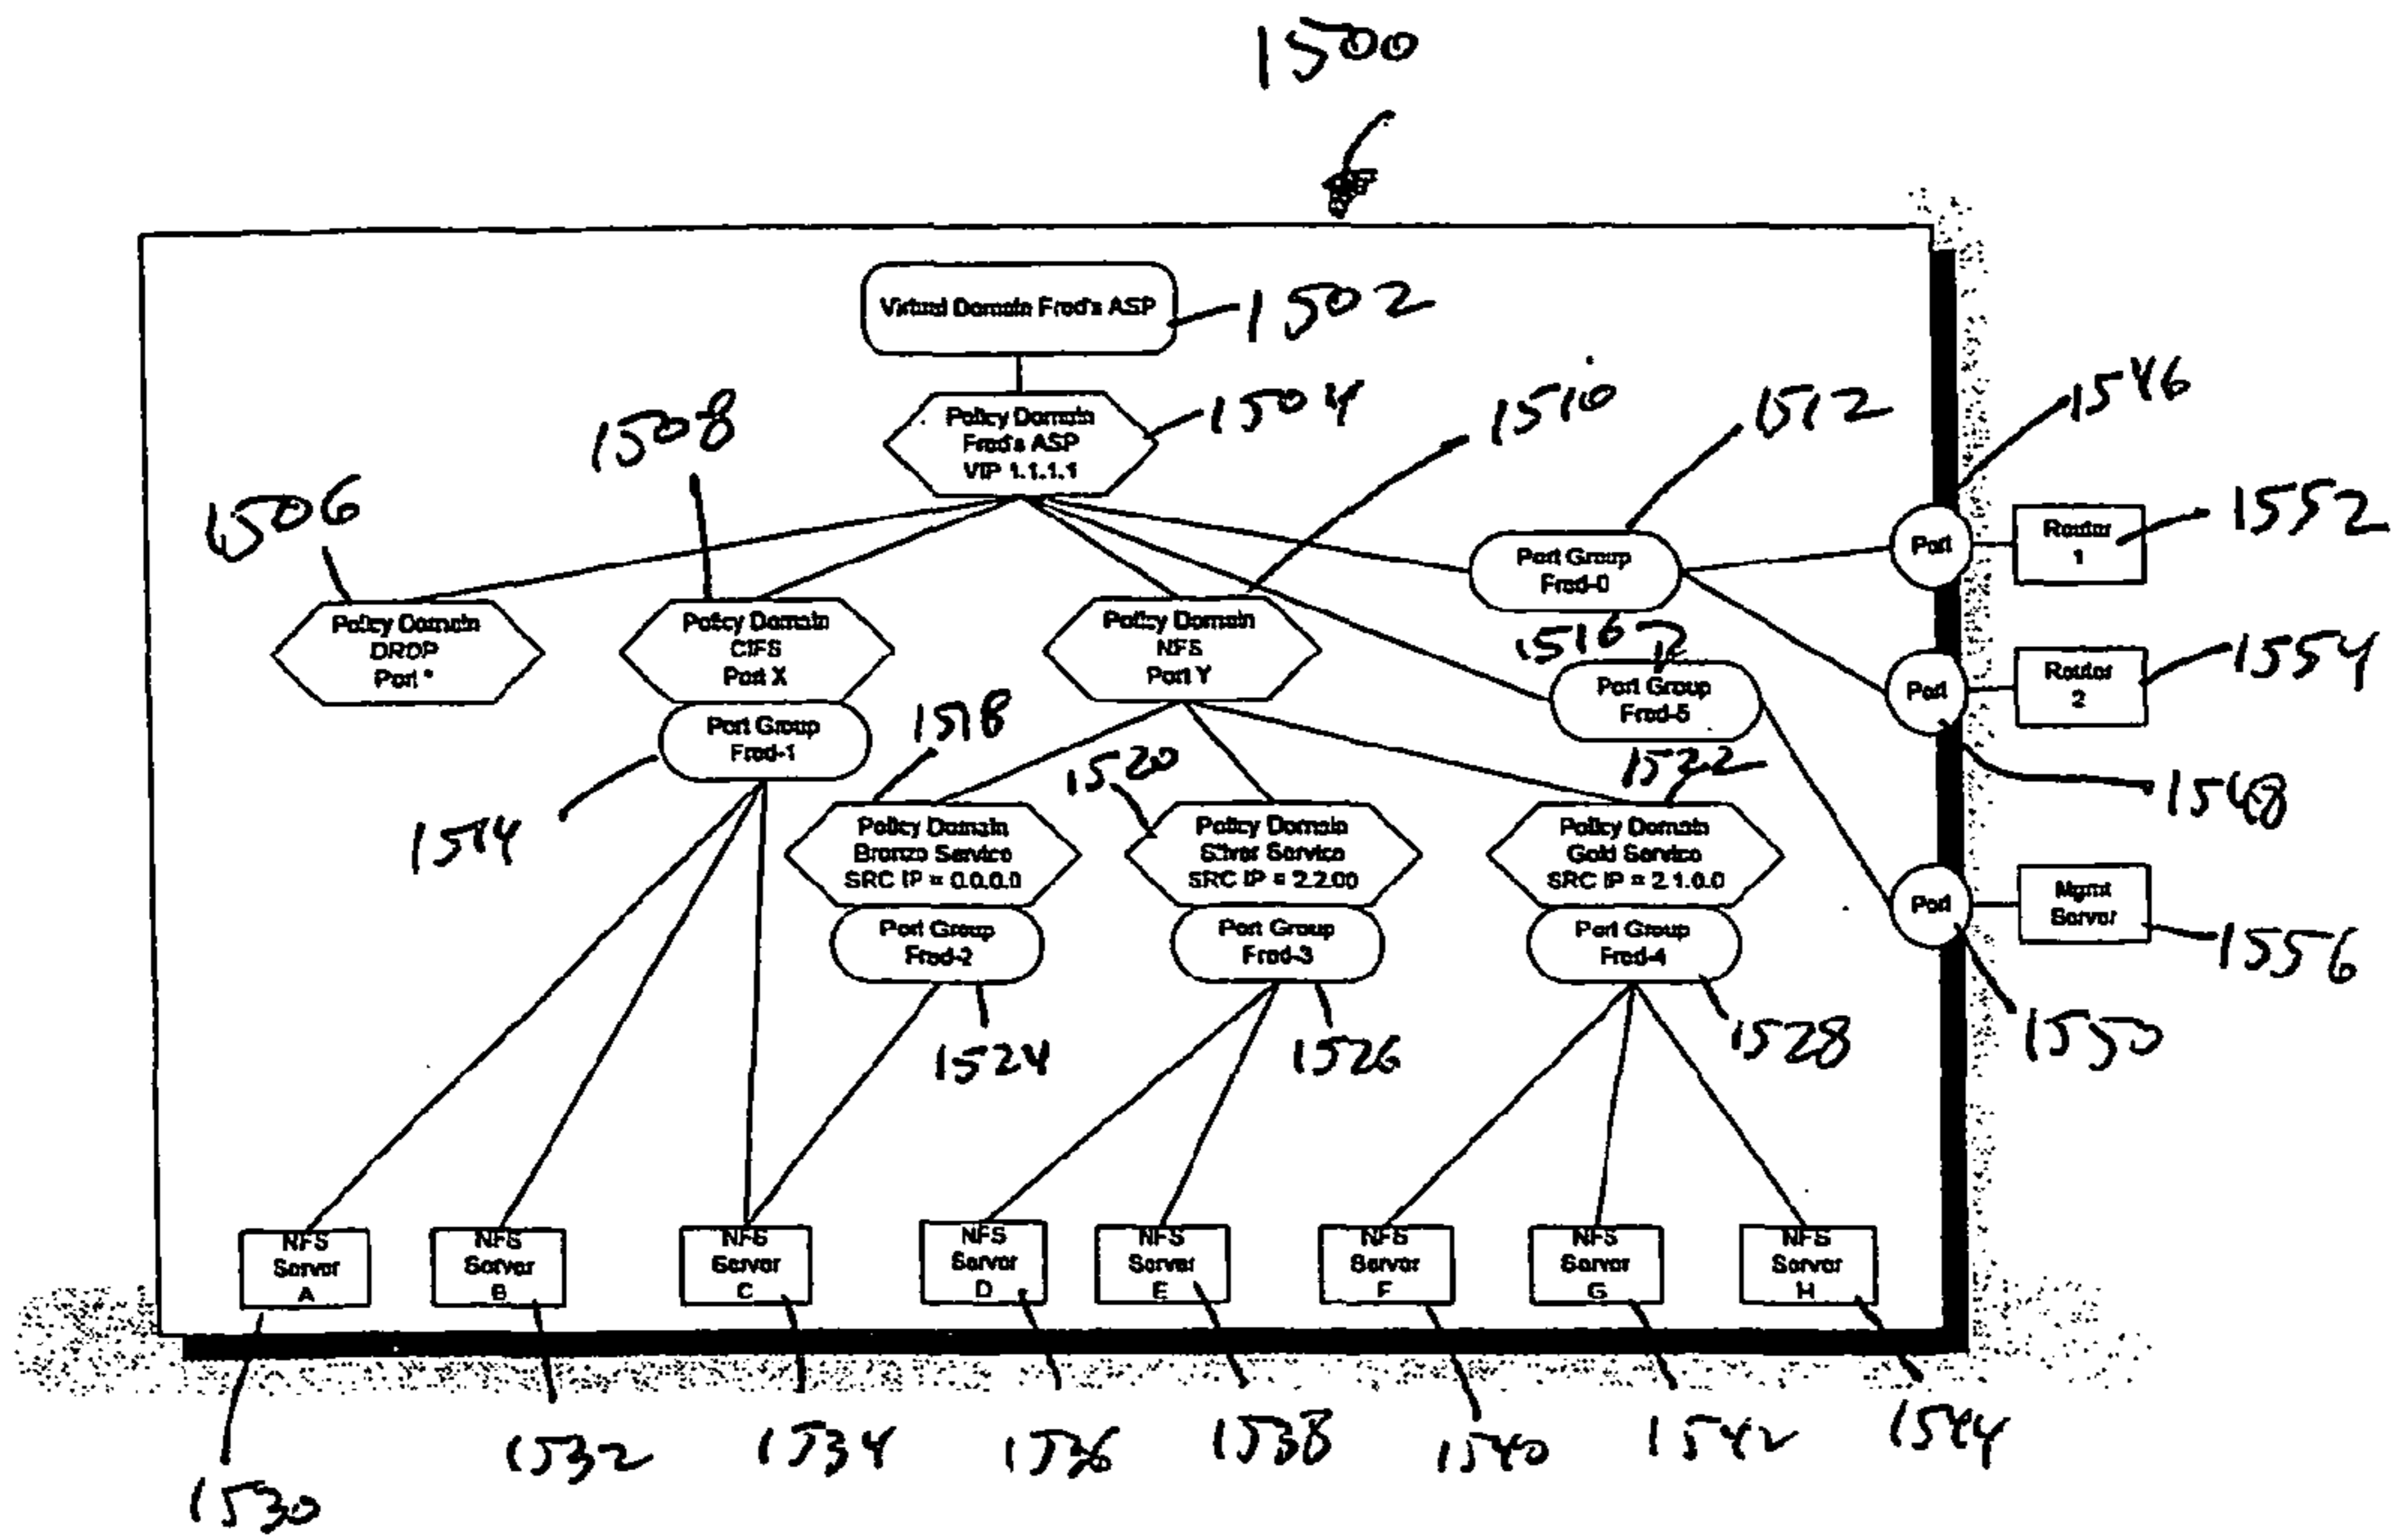 1500
Virtual Domain Fred's ASP
1502
Policy Domain
Fred's ASP
VIP 1.1.1.1
1504
1506
1508
1510
1512
1546
Policy Domain
DROP
Port *
Policy Domain
CIFS
Port X
Policy Domain
NFS
Port Y
Port Group
Fred-0
Port
Router
1
1552
1516
Port Group
Fred-5
Port
Router
2
1554
1548
Port Group
Fred-1
1514
1518
1520
1522
Policy Domain
Bronze Service
SRC IP = 0.0.0.0
Policy Domain
Silver Service
SRC IP = 2.2.00
Policy Domain
Gold Service
SRC IP = 2.1.0.0
Port
Mgmt
Server
1556
1550
Port Group
Fred-2
Port Group
Fred-3
Port Group
Fred-4
1524
1526
1528
NFS
Server
A
NFS
Server
B
NFS
Server
C
NFS
Server
D
NFS
Server
E
NFS
Server
F
NFS
Server
G
NFS
Server
H
1530
1532
1534
1536
1538
1540
1542
1544